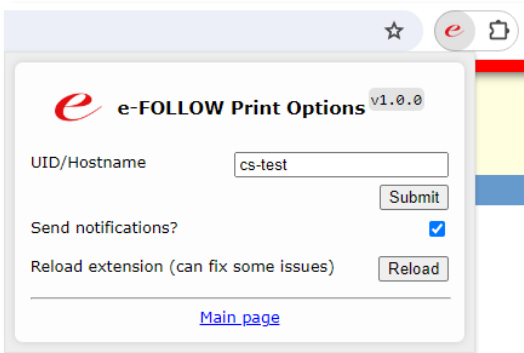 e
e
e-FOLLOW Print Options v1.0.0
UID/Hostname cs-test
Submit
Send notifications?
Reload extension (can fix some issues) Reload
Main page